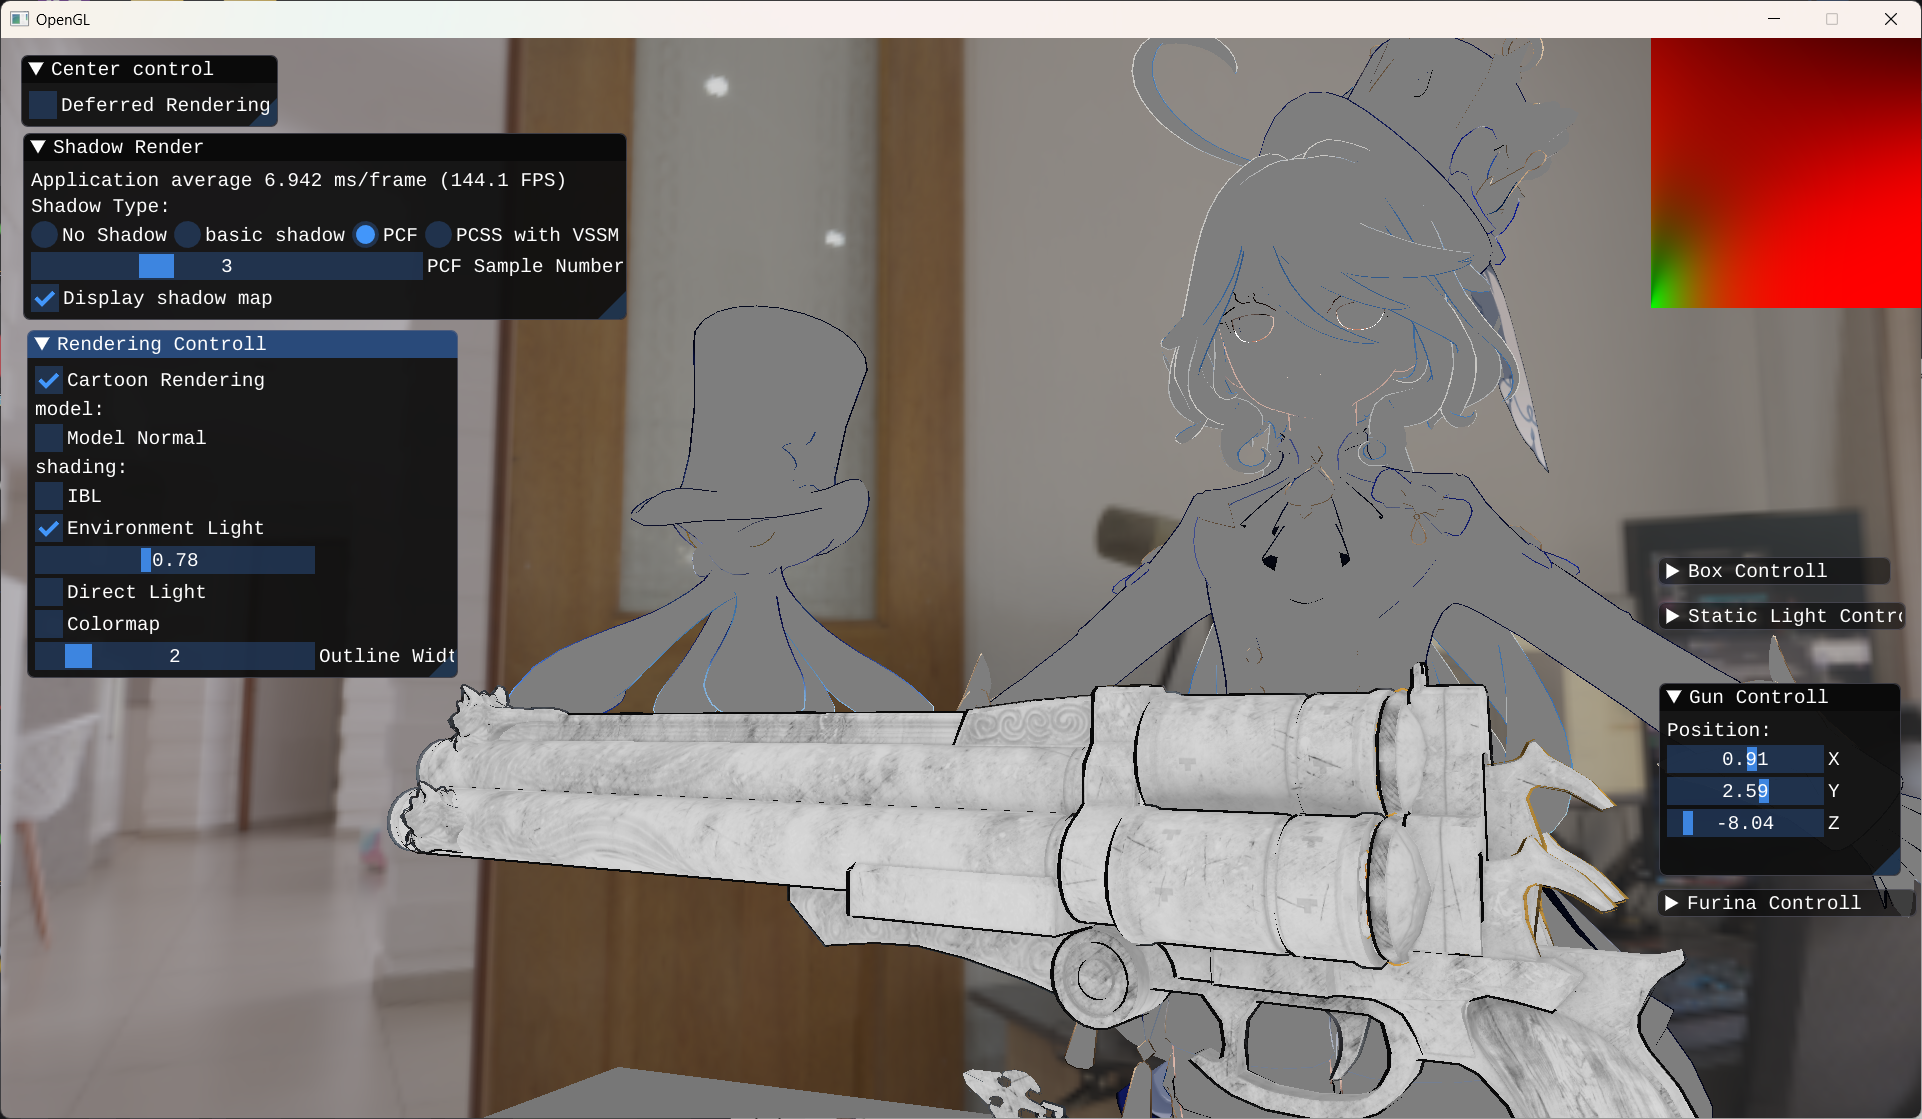 OpenGL
Center control
Deferred Rendering
Shadow Render
Application average 6.942 ms/frame (144.1 FPS)
Shadow Type:
No Shadow basic shadow PCF PCSS with VSSM
3 PCF Sample Number
Display shadow map
Rendering Controll
Cartoon Rendering
model:
Model Normal
shading:
IBL
Environment Light
0.78
Direct Light
Colormap
2 Outline Widt
Box Controll
Static Light Contro
Gun Controll
Position:
0.91 X
2.59 Y
-8.04 Z
Furina Controll